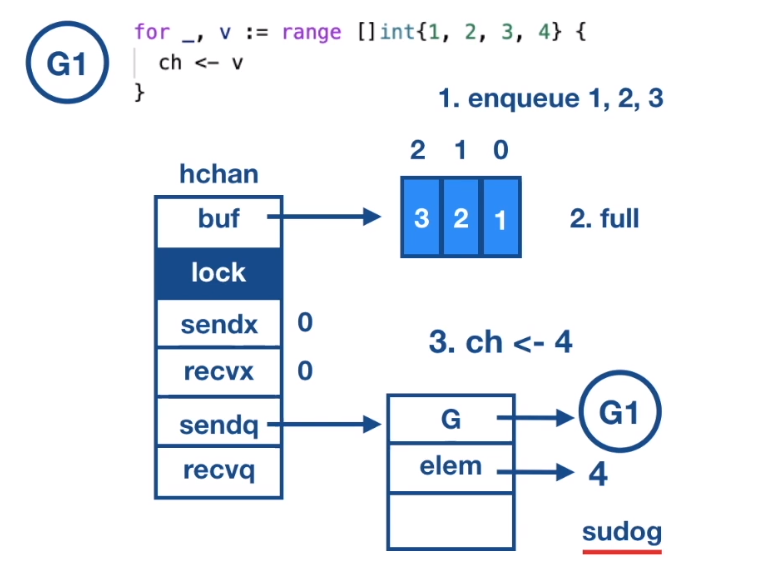 G1
for _, v := range []int{1, 2, 3, 4} {
ch <- v
}
1. enqueue 1, 2, 3
2 1 0
hchan
buf
3 2 1
2. full
lock
sendx 0
3. ch <- 4
recvx 0
G
G1
sendq
elem
4
recvq
sudog